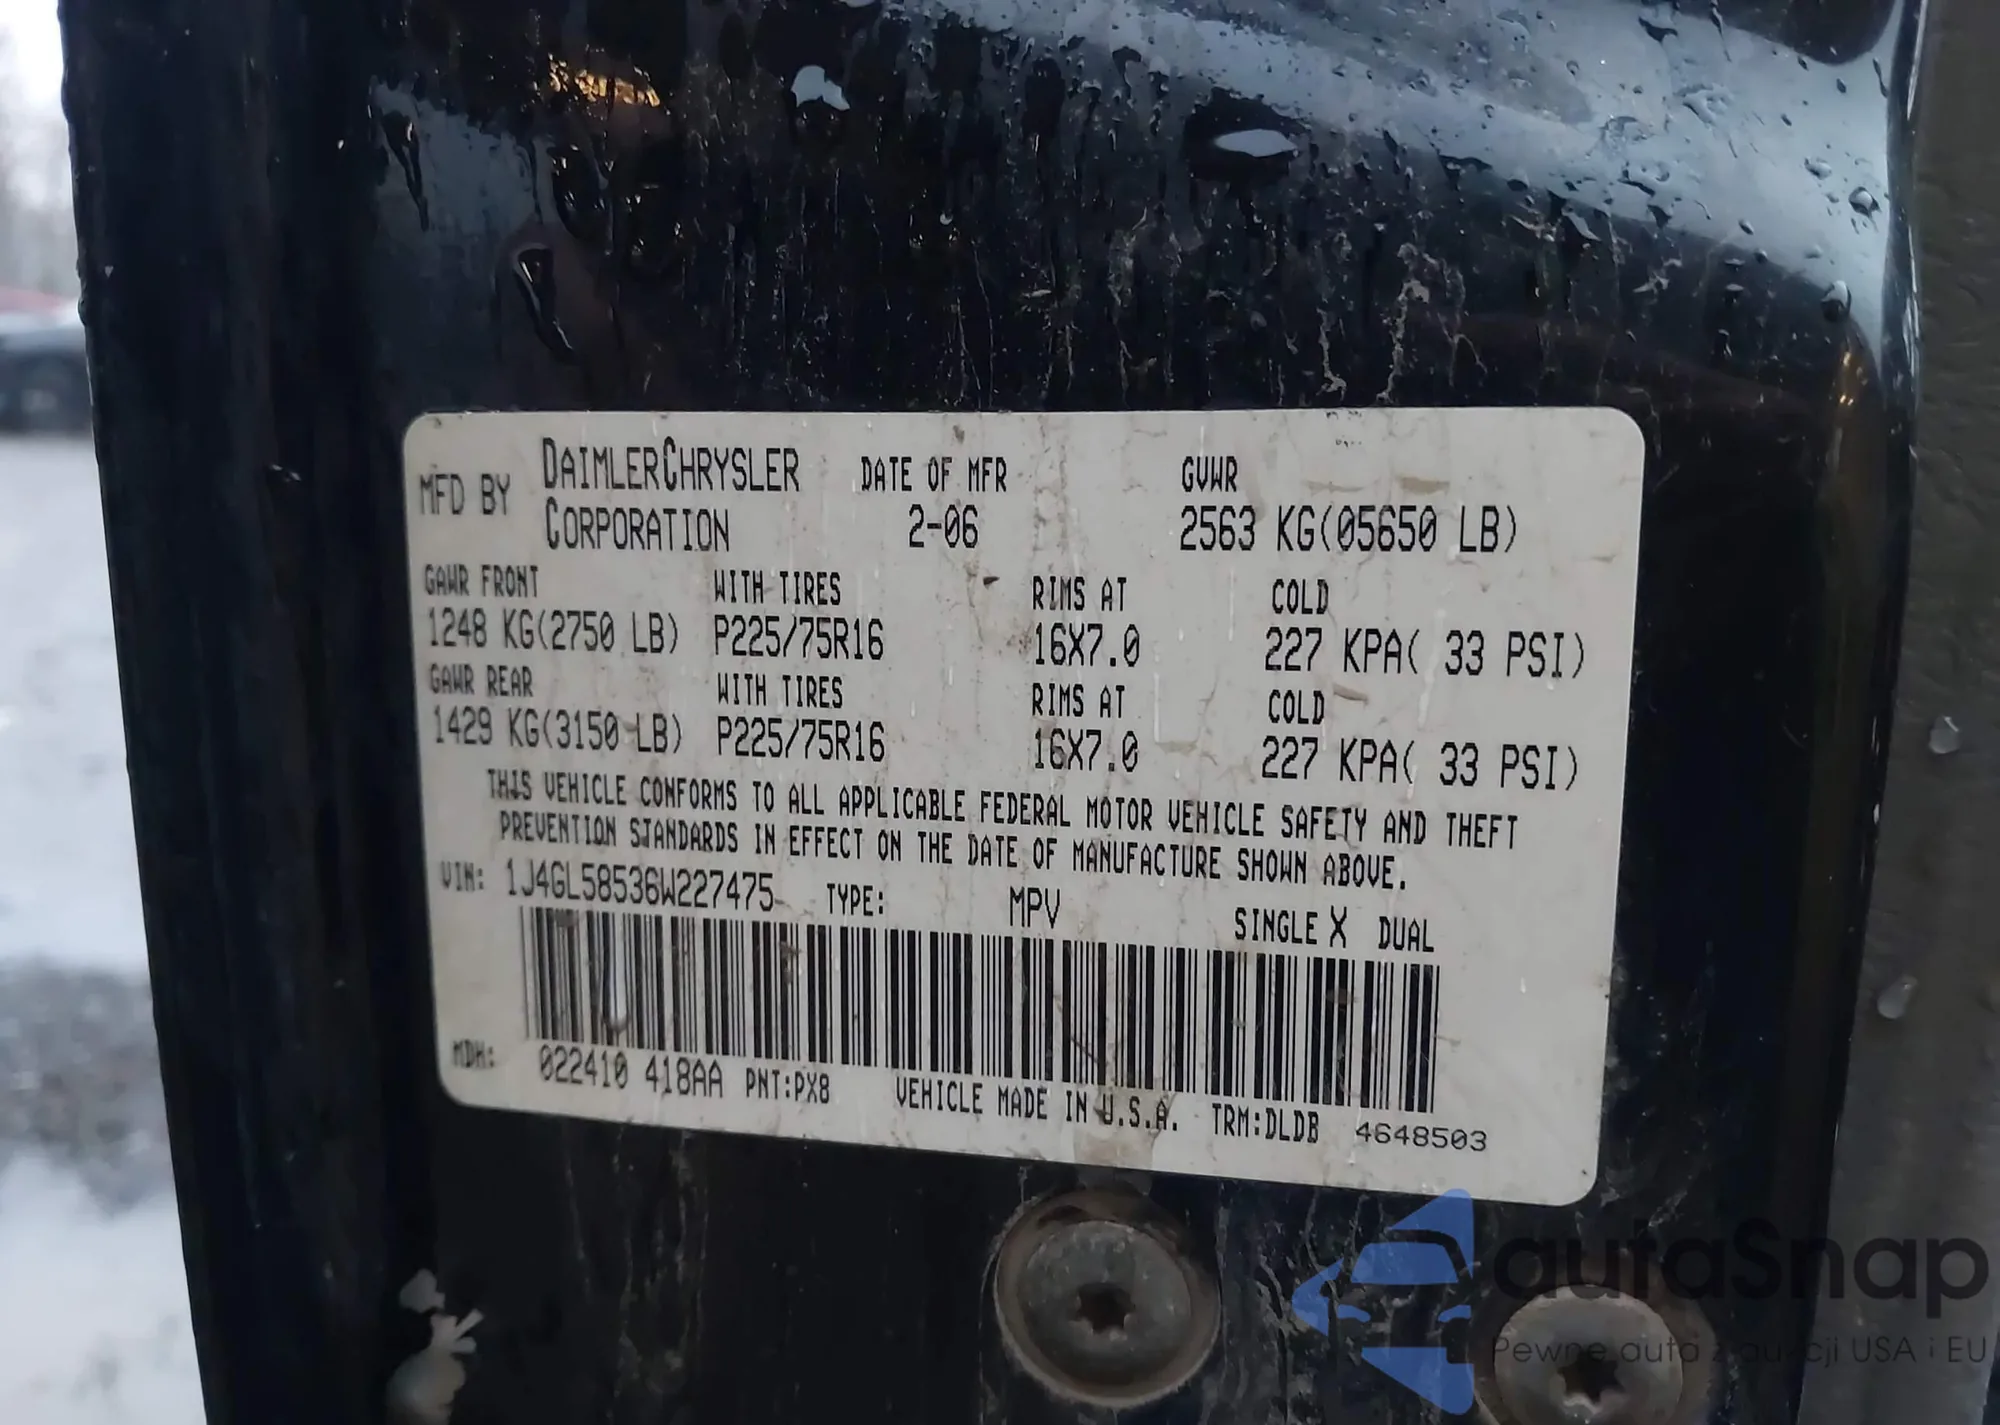 MFD BY DAIMLERCHRYSLER CORPORATION DATE OF MFR 2-06 GVWR 2563 KG(05650 LB)
GAWR FRONT WITH TIRES RIMS AT COLD
1248 KG(2750 LB) P225/75R16 16X7.0 227 KPA( 33 PSI)
GAWR REAR WITH TIRES RIMS AT COLD
1429 KG(3150 LB) P225/75R16 16X7.0 227 KPA( 33 PSI)
THIS VEHICLE CONFORMS TO ALL APPLICABLE FEDERAL MOTOR VEHICLE SAFETY AND THEFT
PREVENTION STANDARDS IN EFFECT ON THE DATE OF MANUFACTURE SHOWN ABOVE.
VIN: 1J4GL58536W227475 TYPE: MPV SINGLE X DUAL
MDH: 022410 418AA PNT:PX8 VEHICLE MADE IN U.S.A. TRM:DLDB 4648503
auraSnap
Pewne auta z aukcji USA i EU